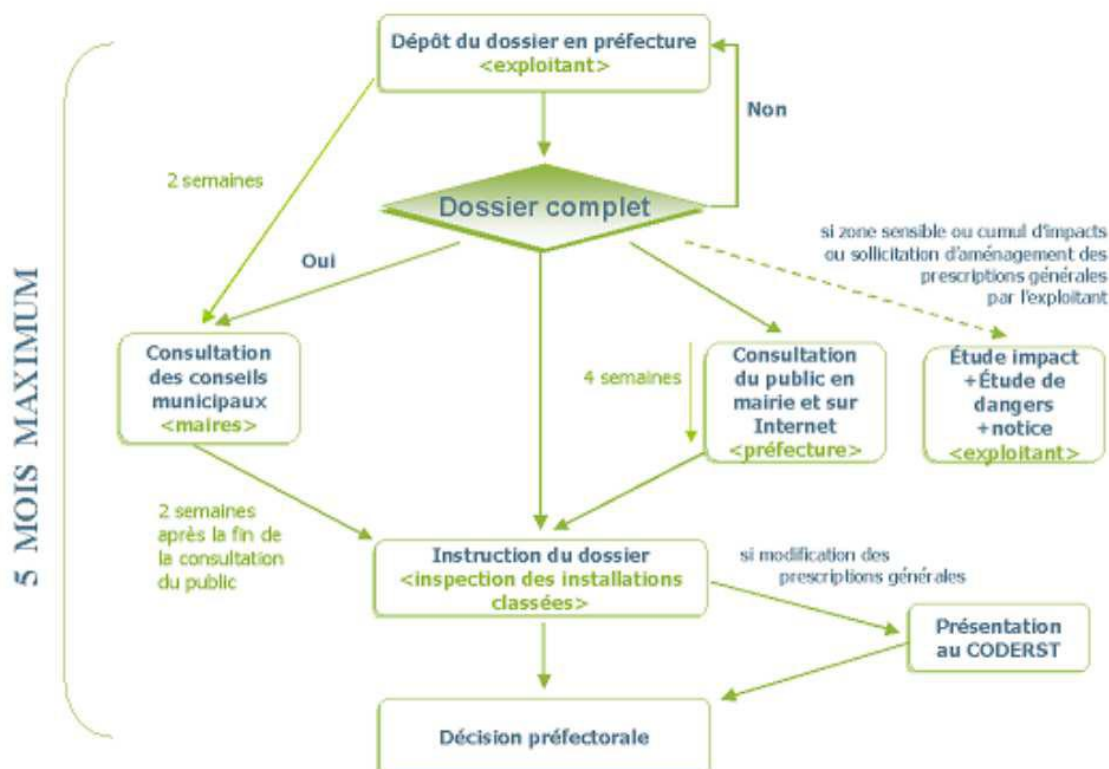 Dépôt du dossier en préfecture
<exploitant>
Non
2 semaines
Dossier complet
si zone sensible ou cumul d'impacts
ou sollicitation d'aménagement des
prescriptions générales
par l'exploitant
Oui
5 MOIS MAXIMUM
Consultation
des conseils
municipaux
<maires>
4 semaines
Consultation
du public en
mairie et sur
Internet
<préfecture>
Étude impact
+Étude de
dangers
+notice
<exploitant>
2 semaines
après la fin de
la consultation
du public
Instruction du dossier
<inspection des installations
classées>
si modification des
prescriptions générales
Présentation
au CODERST
Décision préfectorale